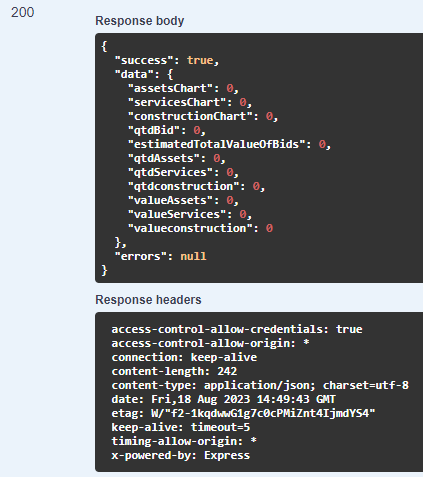 200
Response body
{
  "success": true,
  "data": {
    "assetsChart": 0,
    "servicesChart": 0,
    "constructionChart": 0,
    "qtdBid": 0,
    "estimatedTotalValueOfBids": 0,
    "qtdAssets": 0,
    "qtdServices": 0,
    "qtdconstruction": 0,
    "valueAssets": 0,
    "valueServices": 0,
    "valueconstruction": 0
  },
  "errors": null
}
Response headers
access-control-allow-credentials: true
access-control-allow-origin: *
connection: keep-alive
content-length: 242
content-type: application/json; charset=utf-8
date: Fri,18 Aug 2023 14:49:43 GMT
etag: W/"f2-1kqdwwG1g7c0cPMiZnt4IjmdYS4"
keep-alive: timeout=5
timing-allow-origin: *
x-powered-by: Express